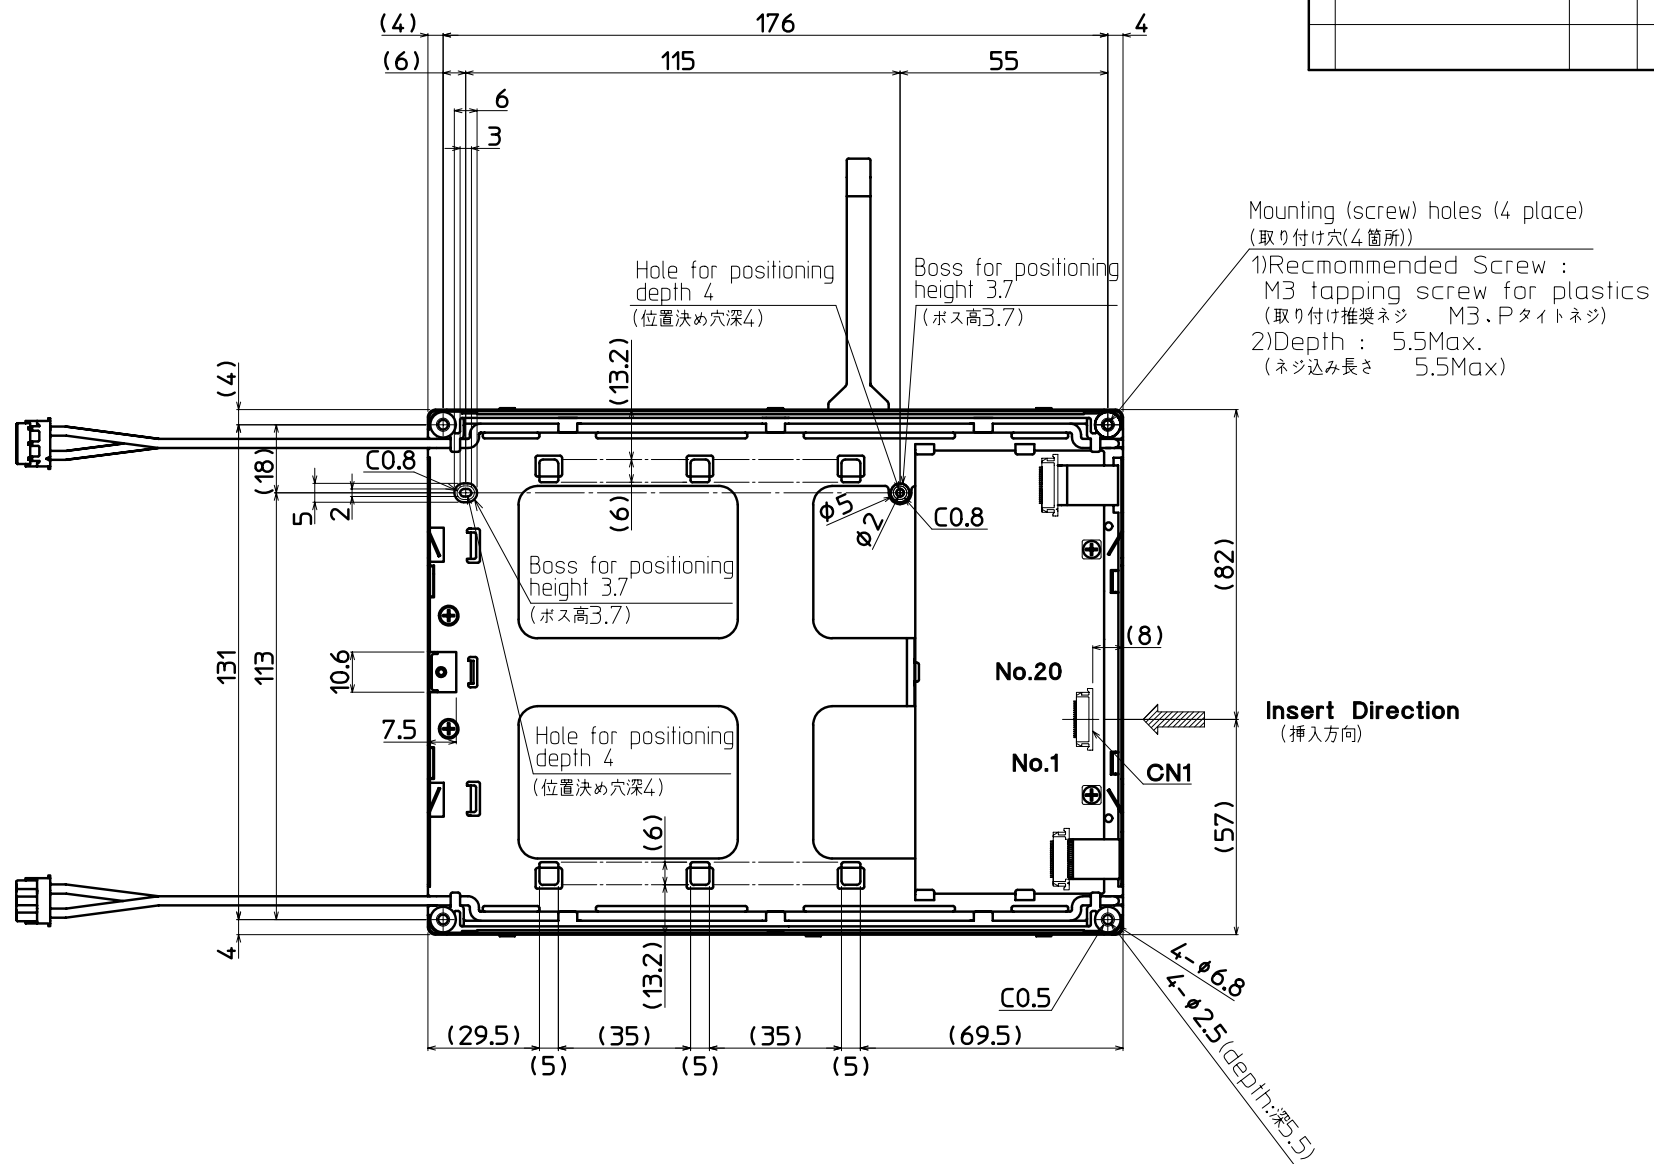 (4)
176
4
(6)
115
55
6
3
Mounting (screw) holes (4 place)
(取り付け穴(4箇所))
1)Recmommended Screw :
M3 tapping screw for plastics
(取り付け推奨ネジ M3、Pタイトネジ)
2)Depth : 5.5Max.
(ネジ込み長さ 5.5Max)
Hole for positioning
depth 4
(位置決め穴深4)
Boss for positioning
height 3.7
(ボス高3.7)
(4)
(13.2)
C0.8
(18)
5
2
(6)
ø5
ø2
C0.8
Boss for positioning
height 3.7
(ボス高3.7)
(82)
(8)
131
113
10.6
No.20
7.5
Insert Direction
(挿入方向)
Hole for positioning
depth 4
(位置決め穴深4)
No.1
CN1
(6)
(57)
4
(13.2)
C0.5
4-ø6.8
4-ø2.5(depth:深5.5)
(29.5)
(35)
(35)
(69.5)
(5)
(5)
(5)